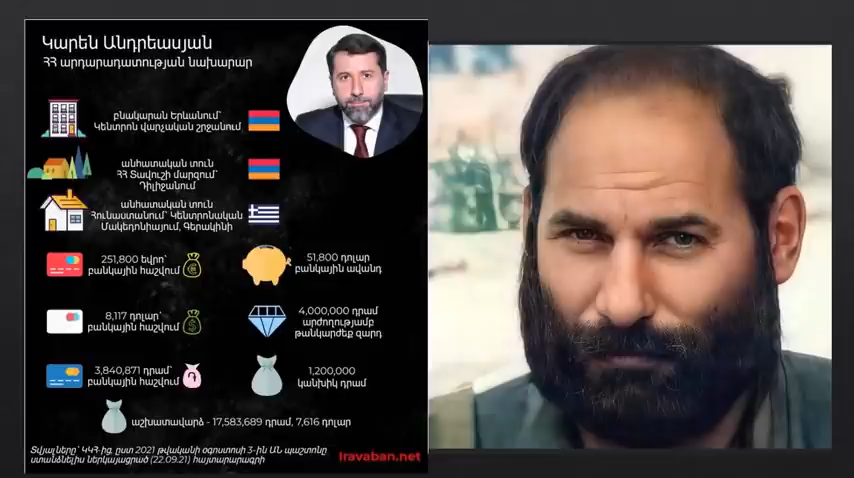 Կարեն Անդրեասյան
ՀՀ արդարադատության նախարար
բնակարան Երևանում՝
Կենտրոն վարչական շրջանում
անհատական տուն
ՀՀ Տավուշի մարզում՝
Դիլիջանում
անհատական տուն
Հունաստանում՝ Կենտրոնական
Մակեդոնիայում, Գերակինի
251,800 եվրո՝
բանկային հաշվում
51,800 դոլար
բանկային ավանդ
8,117 դոլար՝
բանկային հաշվում
4,000,000 դրամ
արժողությամբ
թանկարժեք զարդ
3,840,871 դրամ՝
բանկային հաշվում
1,200,000
կանխիկ դրամ
աշխատավարձ - 17,583,689 դրամ, 7,616 դոլար
Տվյալները՝ ԿԿՀ-ից, ըստ 2021 թվականի օգոստոսի 3-ին ԱՆ պաշտոնը
ստանձնելիս ներկայացրած (22.09.21) հայտարարագրի
Iravaban.net